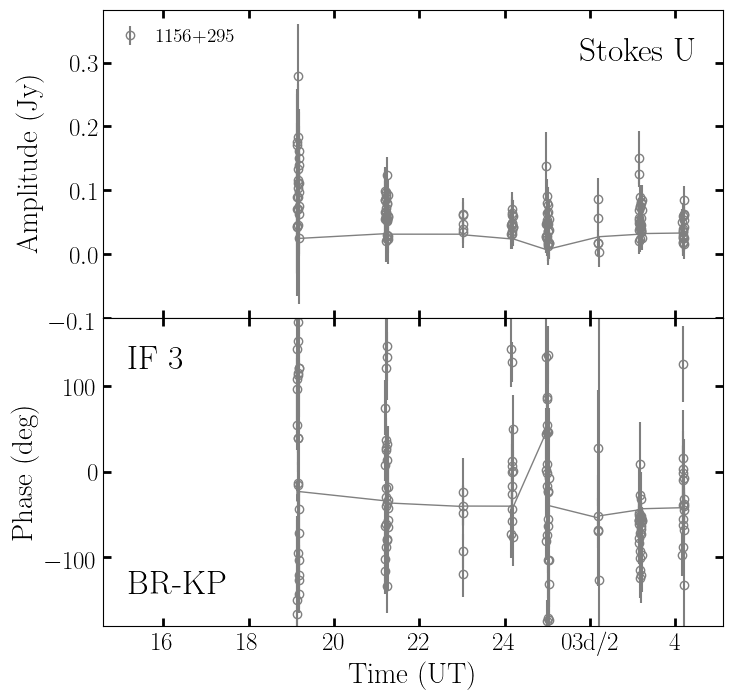 1156+295
Stokes U
Amplitude (Jy)
0.3
0.2
0.1
0.0
−0.1
IF 3
Phase (deg)
100
0
−100
BR-KP
16 18 20 22 24 03d/2 4
Time (UT)